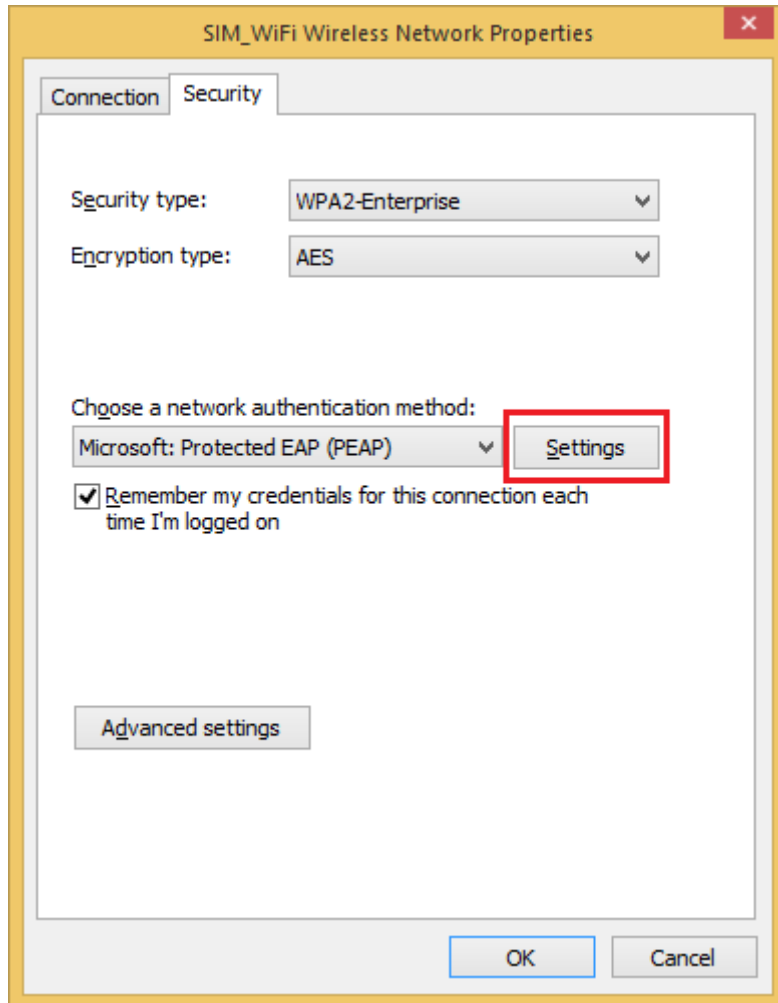 SIM_WiFi Wireless Network Properties
Connection
Security
Security type:
WPA2-Enterprise
Encryption type:
AES
Choose a network authentication method:
Microsoft: Protected EAP (PEAP)
Settings
Remember my credentials for this connection each
time I'm logged on
Advanced settings
OK
Cancel